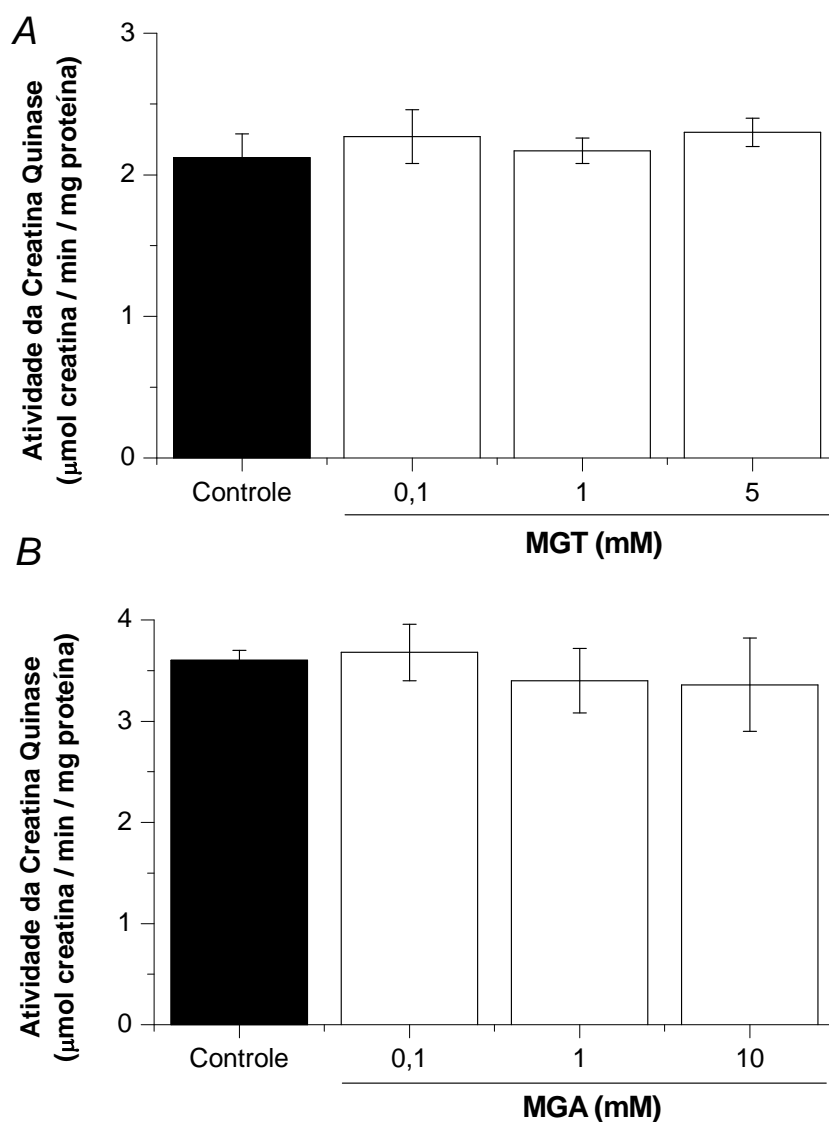 A
Atividade da Creatina Quinase
(μmol creatina / min / mg proteína)
3
2
1
0
Controle
0,1
1
5
MGT (mM)
B
Atividade da Creatina Quinase
(μmol creatina / min / mg proteína)
4
3
2
1
0
Controle
0,1
1
10
MGA (mM)